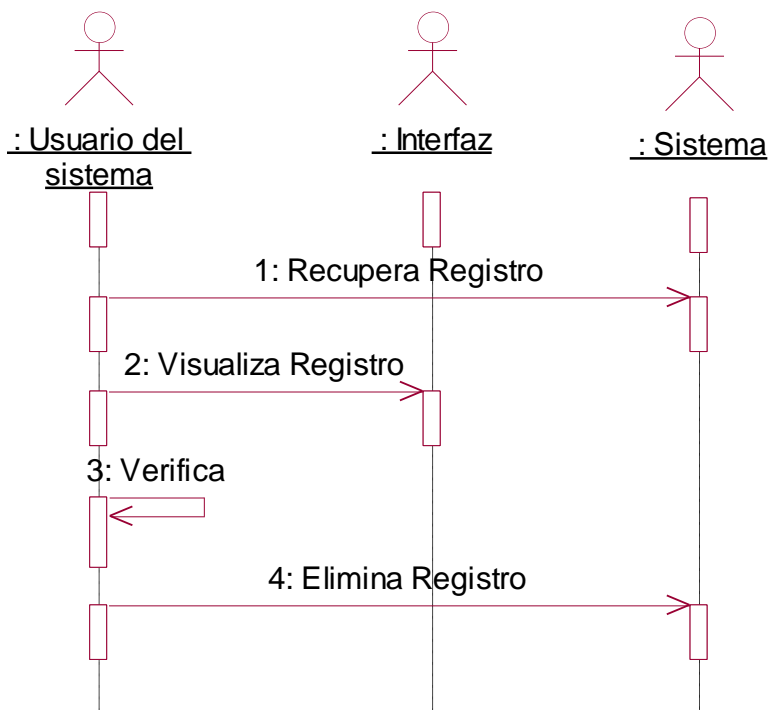 : Usuario del
sistema
: Interfaz
: Sistema
1: Recupera Registro
2: Visualiza Registro
3: Verifica
4: Elimina Registro